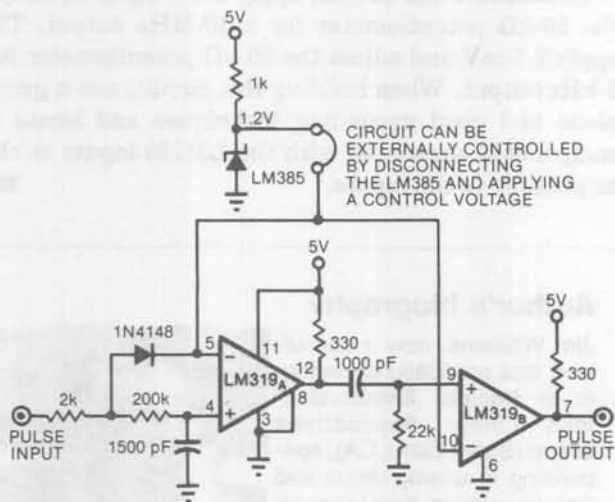 5V
1k
1.2V
LM385
CIRCUIT CAN BE
EXTERNALLY CONTROLLED
BY DISCONNECTING
THE LM385 AND APPLYING
A CONTROL VOLTAGE
5V
5V
1N4148
5
11
330
1000 pF
9
330
2k
200k
4
LM319A
12
8
3
LM319B
7
PULSE
INPUT
1500 pF
22k
10
6
PULSE
OUTPUT